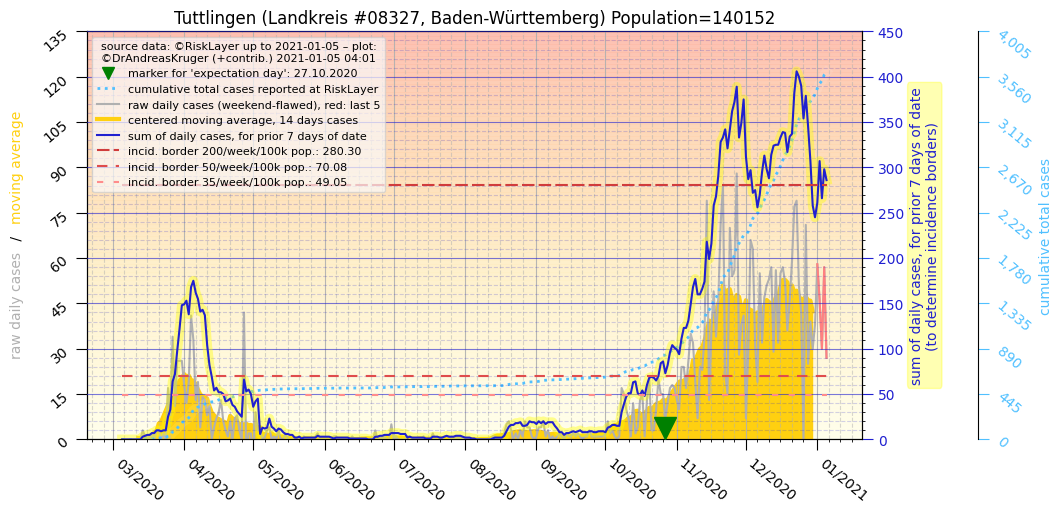 Tuttlingen (Landkreis #08327, Baden-Württemberg) Population=140152
source data: ©RiskLayer up to 2021-01-05 – plot:
©DrAndreasKruger (+contrib.) 2021-01-05 04:01
marker for 'expectation day': 27.10.2020
cumulative total cases reported at RiskLayer
raw daily cases (weekend-flawed), red: last 5
centered moving average, 14 days cases
sum of daily cases, for prior 7 days of date
incid. border 200/week/100k pop.: 280.30
incid. border 50/week/100k pop.: 70.08
incid. border 35/week/100k pop.: 49.05
raw daily cases / moving average
135
120
105
90
75
60
45
30
15
0
03/2020
04/2020
05/2020
06/2020
07/2020
08/2020
09/2020
10/2020
11/2020
12/2020
01/2021
450
400
350
300
250
200
150
100
50
0
sum of daily cases, for prior 7 days of date
(to determine incidence borders)
4,005
3,560
3,115
2,670
2,225
1,780
1,335
890
445
0
cumulative total cases